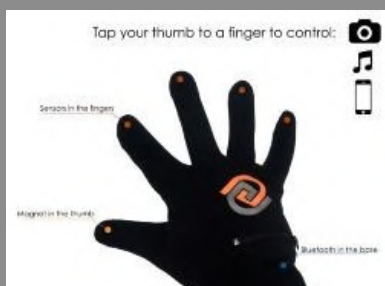 Tap your thumb to a finger to control:
Sensors in the fingers
Magnet in the thumb
Bluetooth in the base